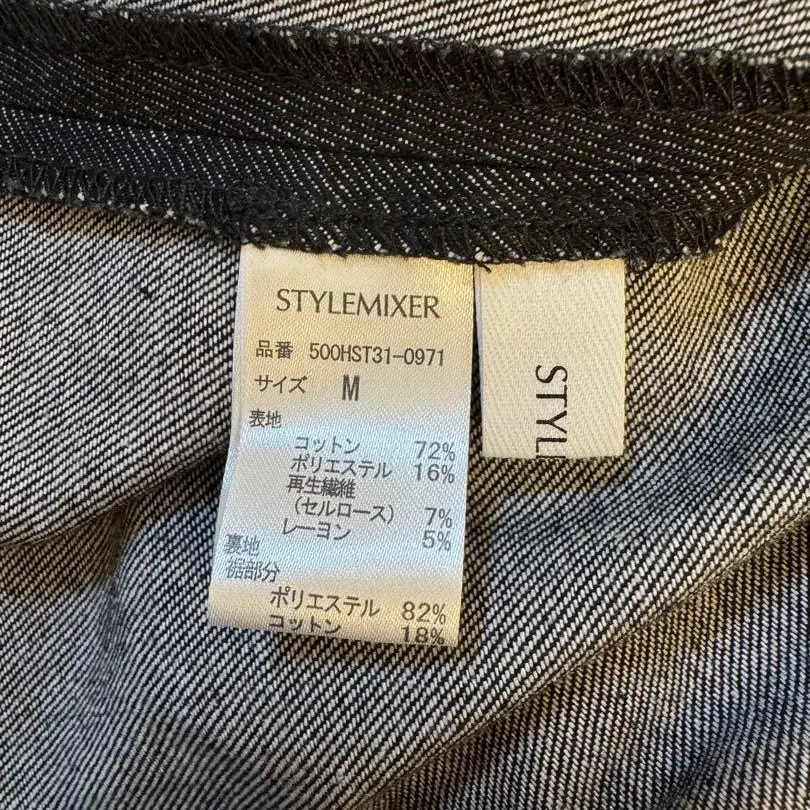 STYLEMIXER
品番 500HST31-0971
サイズ M
表地
コットン 72%
ポリエステル 16%
再生繊維
(セルロース) 7%
レーヨン 5%
裏地
裾部分
ポリエステル 82%
コットン 18%
STYL